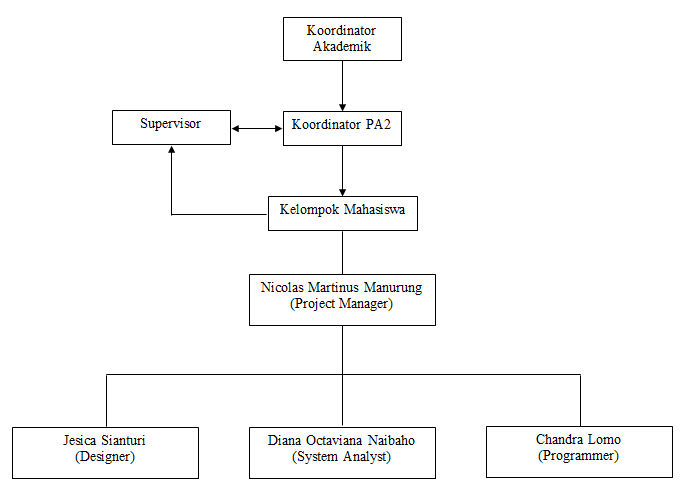 Koordinator
Akademik
Supervisor
Koordinator PA2
Kelompok Mahasiswa
Nicolas Martinus Manurung
(Project Manager)
Jesica Sianturi
(Designer)
Diana Octaviana Naibaho
(System Analyst)
Chandra Lomo
(Programmer)